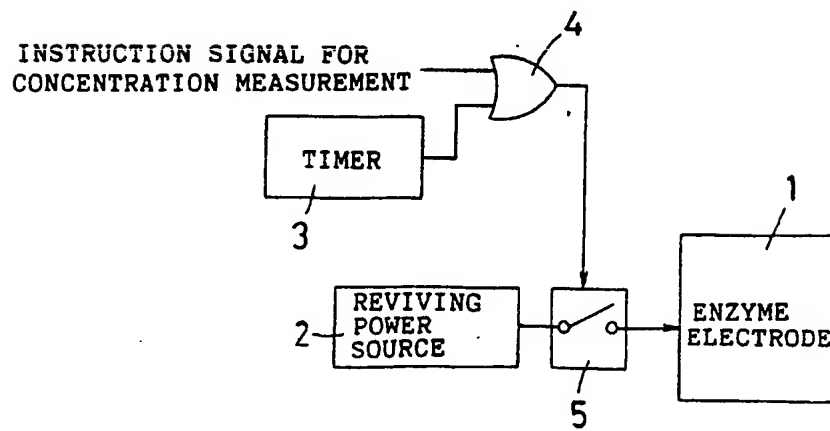 4
INSTRUCTION SIGNAL FOR
CONCENTRATION MEASUREMENT
TIMER
3
1
REVIVING
POWER
SOURCE
2
ENZYME
ELECTRODE
5